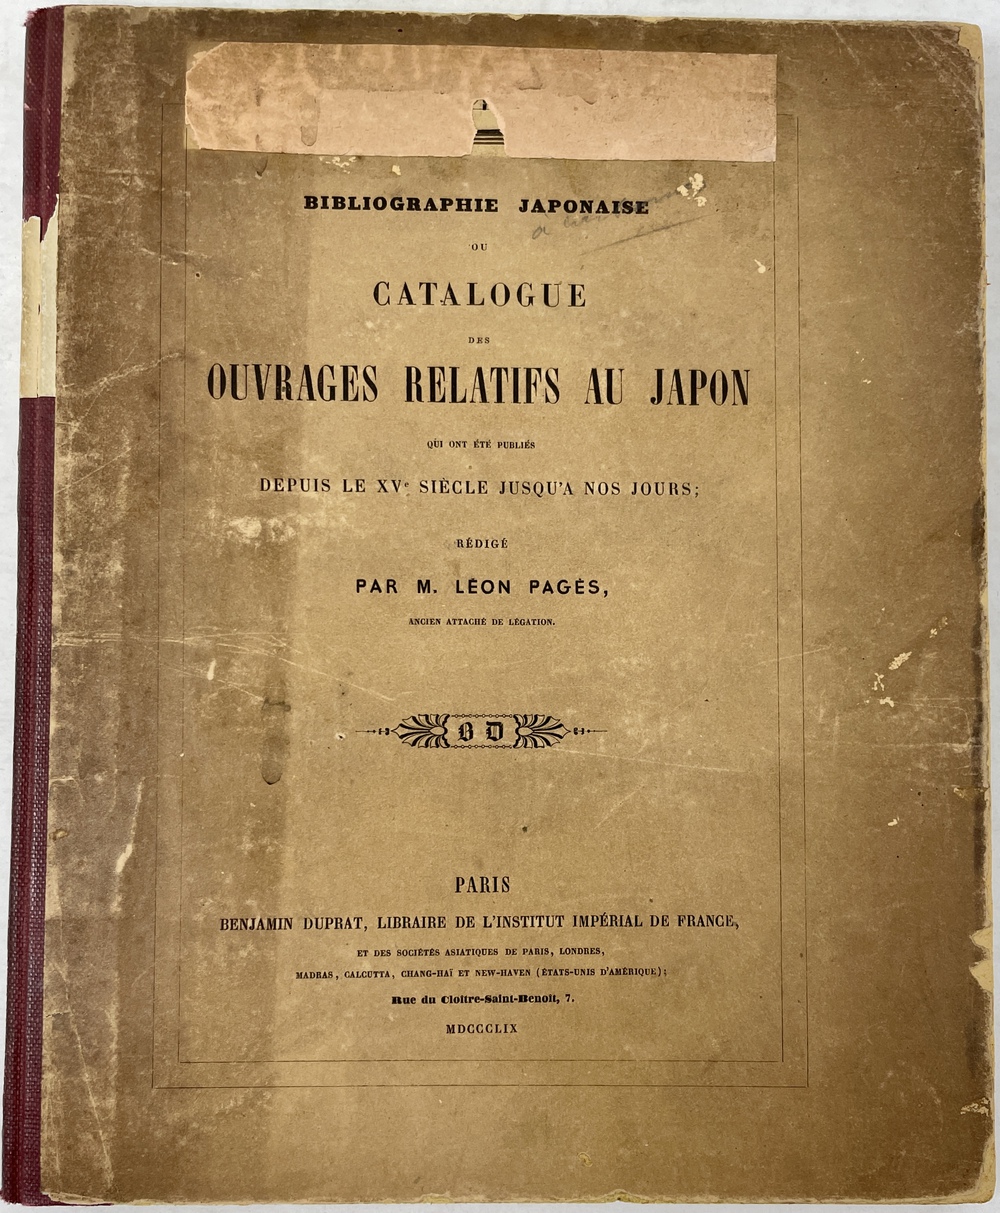 BIBLIOGRAPHIE JAPONAISE
OU
CATALOGUE
DES
OUVRAGES RELATIFS AU JAPON
QUI ONT ÉTÉ PUBLIÉS
DEPUIS LE XVe SIÈCLE JUSQU'A NOS JOURS;
RÉDIGÉ
PAR M. LÉON PAGÈS,
ANCIEN ATTACHÉ DE LÉGATION.
B D
PARIS
BENJAMIN DUPRAT, LIBRAIRE DE L'INSTITUT IMPÉRIAL DE FRANCE,
ET DES SOCIÉTÉS ASIATIQUES DE PARIS, LONDRES,
MADRAS, CALCUTTA, CHANG-HAÏ ET NEW-HAVEN (ÉTATS-UNIS D'AMÉRIQUE);
Rue du Cloître-Saint-Benoît, 7.
MDCCCLIX